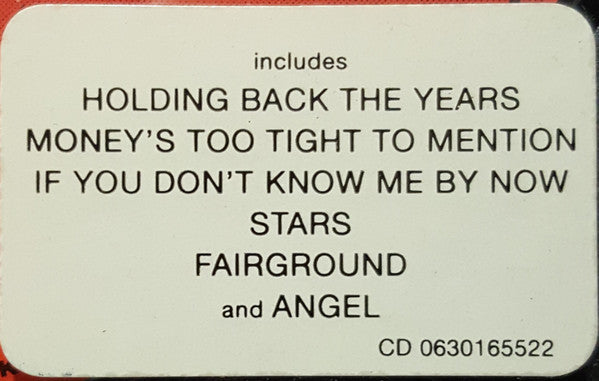 includes
HOLDING BACK THE YEARS
MONEY'S TOO TIGHT TO MENTION
IF YOU DON'T KNOW ME BY NOW
STARS
FAIRGROUND
and ANGEL
CD 0630165522